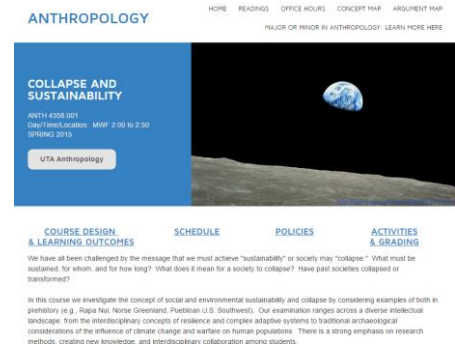 ANTHROPOLOGY
HOME READINGS OFFICE HOURS CONCEPT MAP ARGUMENT MAP
MAJOR OR MINOR IN ANTHROPOLOGY: LEARN MORE HERE
COLLAPSE AND
SUSTAINABILITY
ANTH 4358.001
Day/Time/Location: MWF 2:00 to 2:50
SPRING 2015
UTA Anthropology
COURSE DESIGN
& LEARNING OUTCOMES
SCHEDULE
POLICIES
ACTIVITIES
& GRADING
We have all been challenged by the message that we must achieve "sustainability" or society may "collapse." What must be
sustained, for whom, and for how long? What does it mean for a society to collapse? Have past societies collapsed or
transformed?
In this course we investigate the concept of social and environmental sustainability and collapse by considering examples of both in
prehistory (e.g., Rapa Nui, Norse Greenland, Puebloan U.S. Southwest). Our examination ranges across a diverse intellectual
landscape: from the interdisciplinary concepts of resilience and complex adaptive systems to traditional archaeological
considerations of the influence of climate change and warfare on human populations. There is a strong emphasis on research
methods, creating new knowledge, and interdisciplinary collaboration among students.